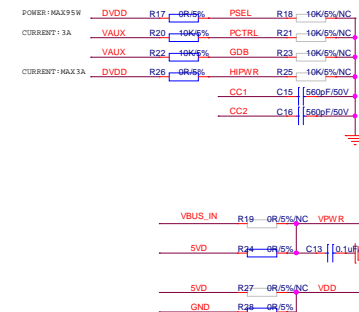 POWER:MAX95W DVDD R17 0R/5% PSEL R18 10K/5%/NC
CURRENT:3A VAUX R20 10K/5% PCTRL R21 10K/5%/NC
VAUX R22 10K/5% GDB R23 10K/5%/NC
CURRENT:MAX3A DVDD R26 0R/5% HIPWR R25 10K/5%/NC
CC1 C15 560pF/50V
CC2 C16 560pF/50V
VBUS_IN R19 0R/5%/NC VPWR
5VD R24 0R/5% C13 0.1uF
5VD R27 0R/5%/NC VDD
GND R28 0R/5%